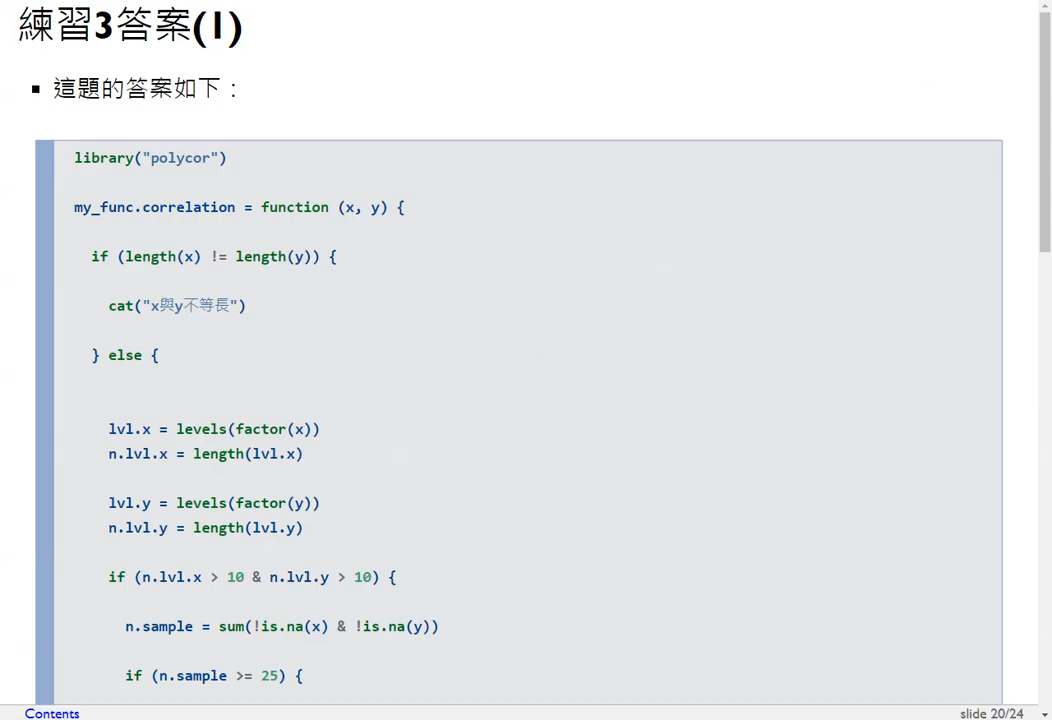 練習3答案(1)
▪ 這題的答案如下：
library("polycor")
my_func.correlation = function (x, y) {
if (length(x) != length(y)) {
cat("x與y不等長")
} else {
lvl.x = levels(factor(x))
n.lvl.x = length(lvl.x)
lvl.y = levels(factor(y))
n.lvl.y = length(lvl.y)
if (n.lvl.x > 10 & n.lvl.y > 10) {
n.sample = sum(!is.na(x) & !is.na(y))
if (n.sample >= 25) {
Contents
slide 20/24